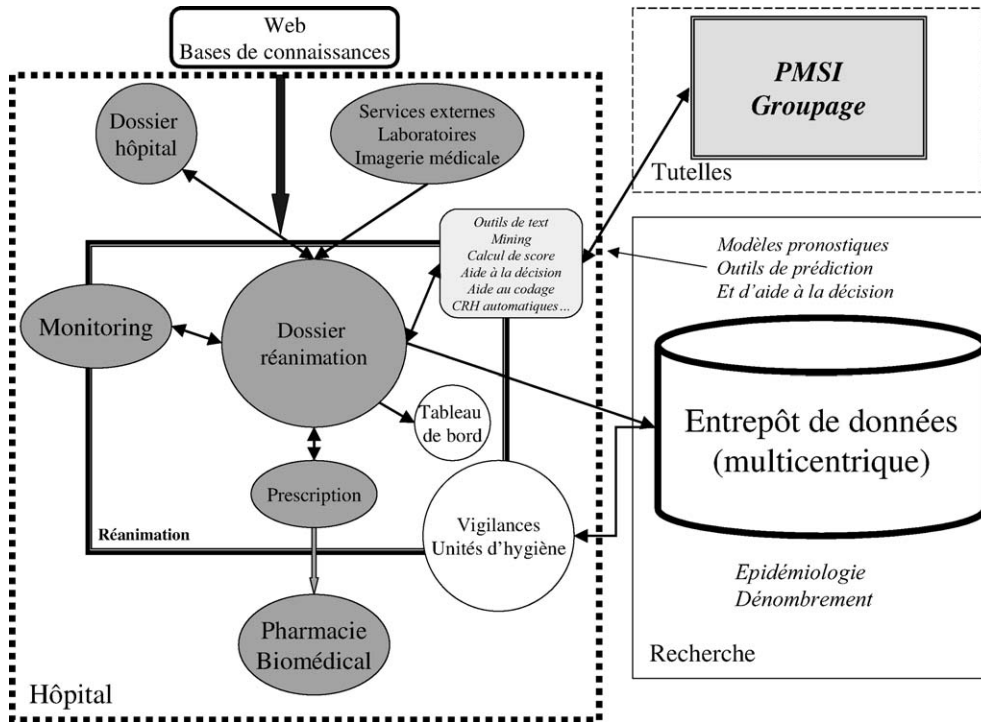 Web
Bases de connaissances
PMSI
Groupage
Tutelles
Dossier
hôpital
Services externes
Laboratoires
Imagerie médicale
Outils de text
Mining
Calcul de score
Aide à la décision
Aide au codage
CRH automatiques…
Modèles pronostiques
Outils de prédiction
Et d'aide à la décision
Monitoring
Dossier
réanimation
Tableau
de bord
Entrepôt de données
(multicentrique)
Prescription
Réanimation
Vigilances
Unités d'hygiène
Epidémiologie
Dénombrement
Pharmacie
Biomédical
Recherche
Hôpital